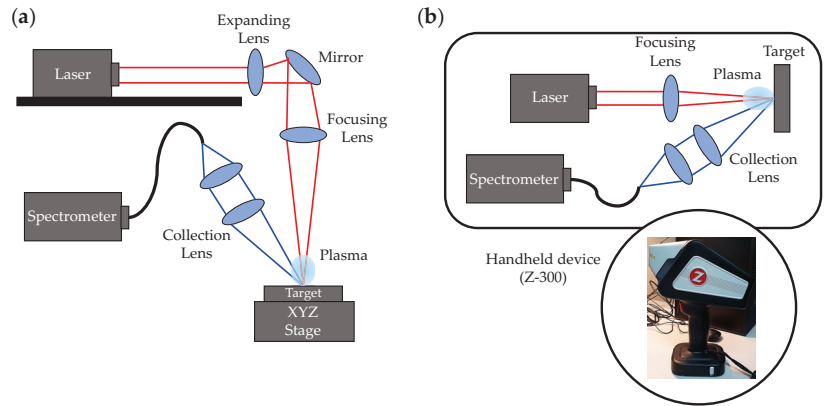 (a)
Expanding
Lens
Mirror
Laser
Focusing
Lens
Spectrometer
Collection
Lens
Plasma
Target
XYZ
Stage
(b)
Target
Focusing
Lens
Plasma
Laser
Collection
Lens
Spectrometer
Handheld device
(Z-300)
Z